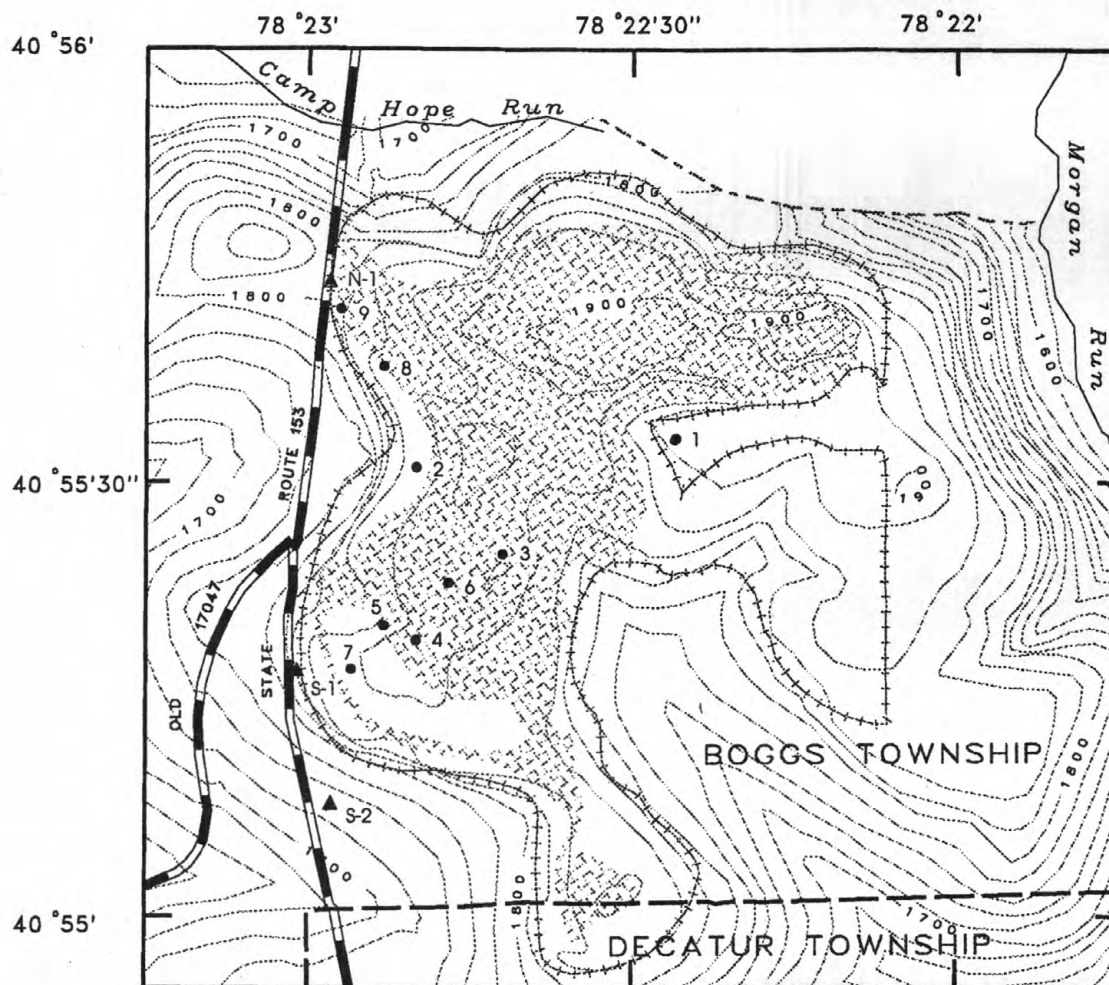 78 °23' 78 °22'30" 78 °22'
40 °56'
Camp Hope Run
1700
1700
1800
1800
Morgan Run
1800
N-1
1900
1900
1700
9
1600
8
ROUTE 153
1
2
40 °55'30"
1900
1700
3
6
17047
5
4
STATE
7
S-1
OLD
BOGGS TOWNSHIP
1800
S-2
1700
1800
40 °55'
1700
DECATUR TOWNSHIP